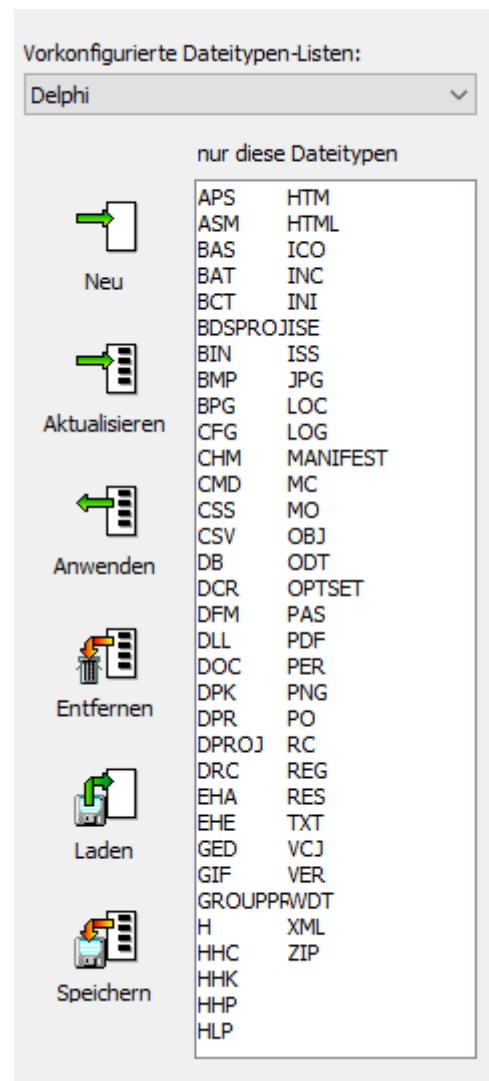 Vorkonfigurierte Dateitypen-Listen:
Delphi
nur diese Dateitypen
Neu
Aktualisieren
Anwenden
Entfernen
Laden
Speichern
APS HTM
ASM HTML
BAS ICO
BAT INC
BCT INI
BDSPROJ ISE
BIN ISS
BMP JPG
BPG LOC
CFG LOG
CHM MANIFEST
CMD MC
CSS MO
CSV OBJ
DB ODT
DCR OPTSET
DFM PAS
DLL PDF
DOC PER
DPK PNG
DPR PO
DPROJ RC
DRC REG
EHA RES
EHE TXT
GED VCJ
GIF VER
GROUPPR WDT
H XML
HHC ZIP
HHK
HHP
HLP